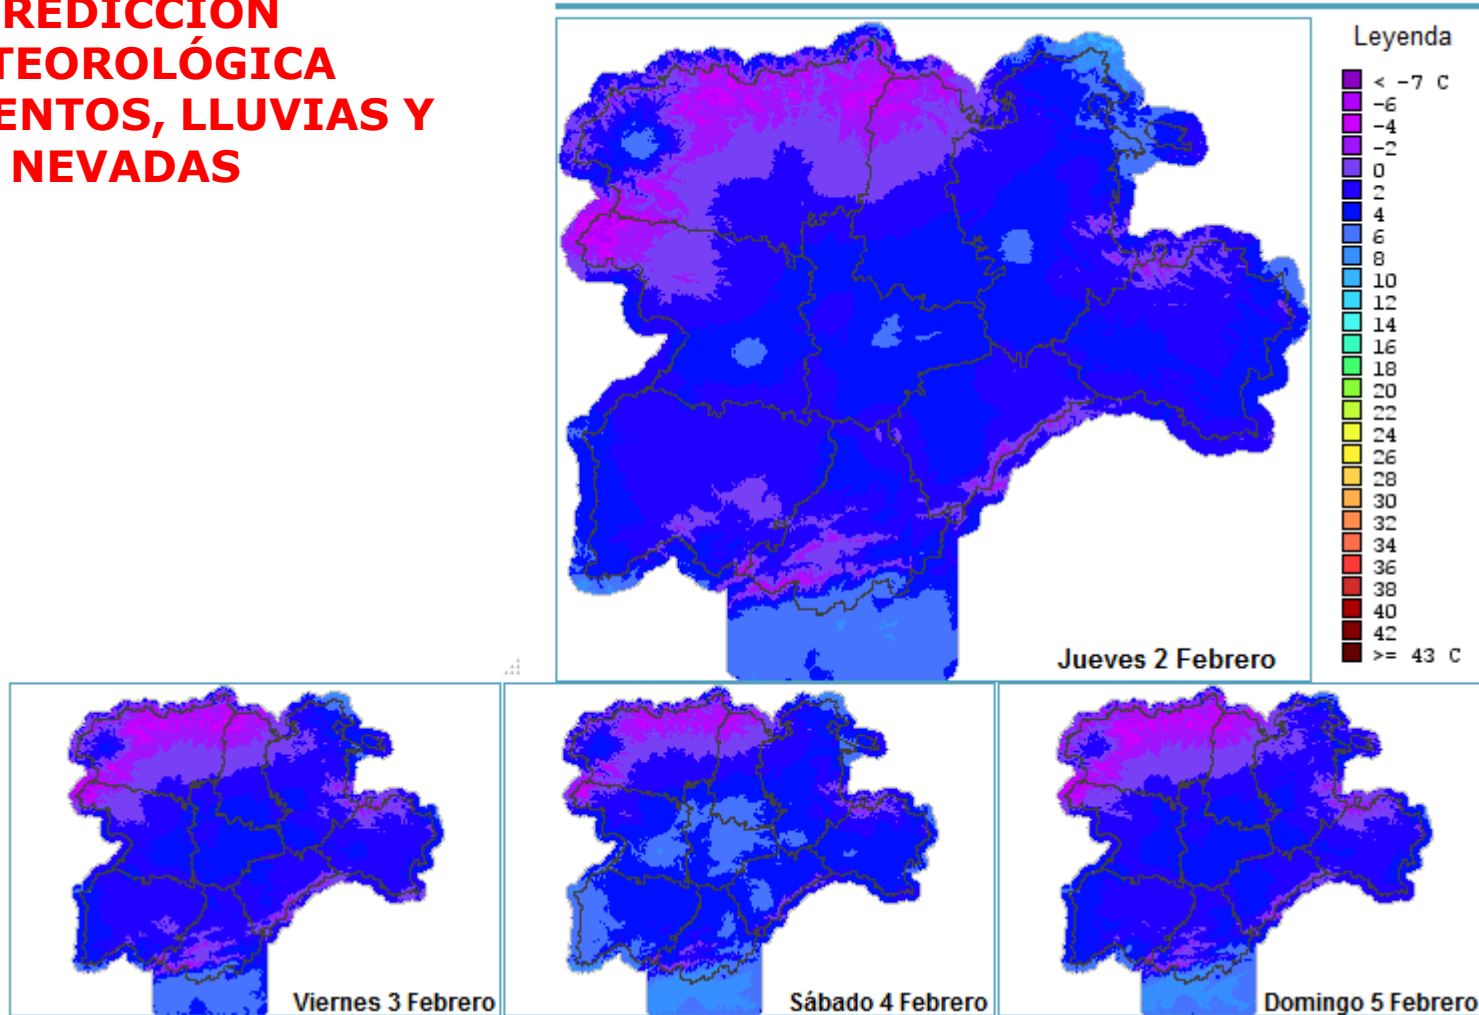 REDICCIÓN
TEOROLÓGICA
ENTOS, LLUVIAS Y
NEVADAS
Leyenda
< -7 C
-6
-4
-2
0
2
4
6
8
10
12
14
16
18
20
22
24
26
28
30
32
34
36
38
40
42
>= 43 C
Jueves 2 Febrero
Viernes 3 Febrero
Sábado 4 Febrero
Domingo 5 Febrero